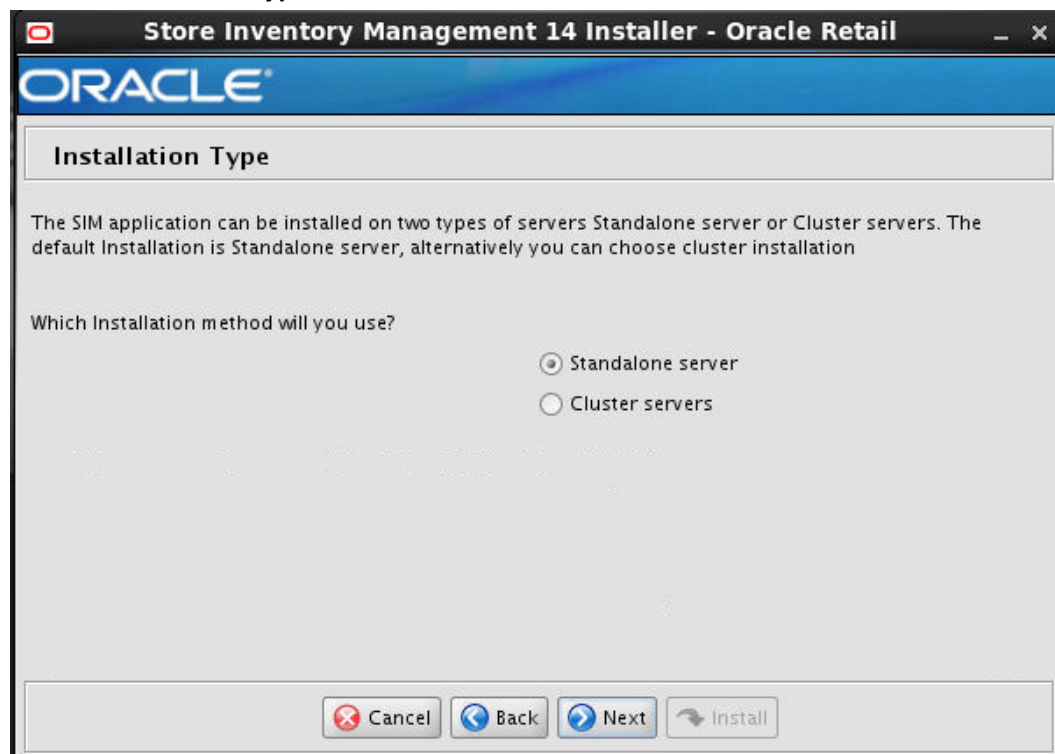 Store Inventory Management 14 Installer - Oracle Retail
ORACLE®
Installation Type
The SIM application can be installed on two types of servers Standalone server or Cluster servers. The
default Installation is Standalone server, alternatively you can choose cluster installation
Which Installation method will you use?
Standalone server
Cluster servers
Cancel Back Next Install